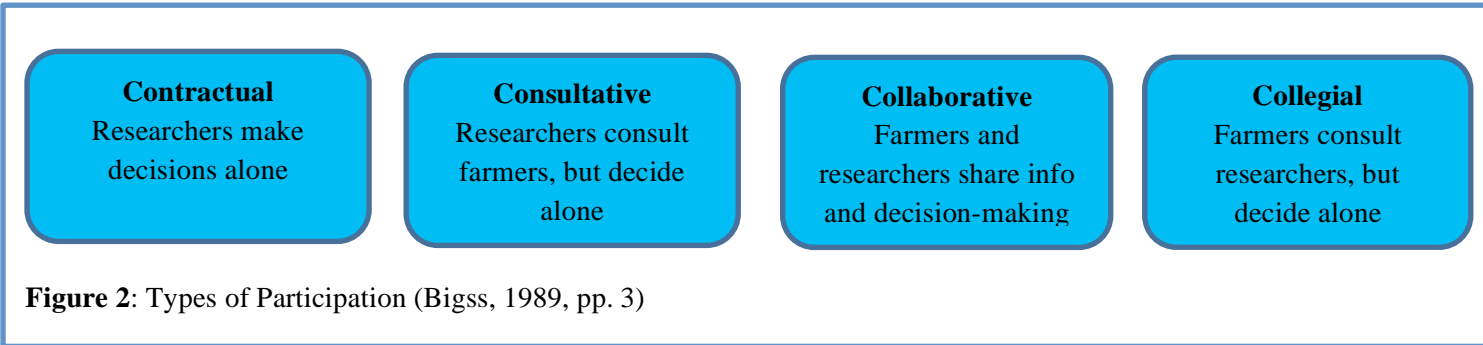 Contractual
Researchers make
decisions alone
Consultative
Researchers consult
farmers, but decide
alone
Collaborative
Farmers and
researchers share info
and decision-making
Collegial
Farmers consult
researchers, but
decide alone
Figure 2: Types of Participation (Bigss, 1989, pp. 3)